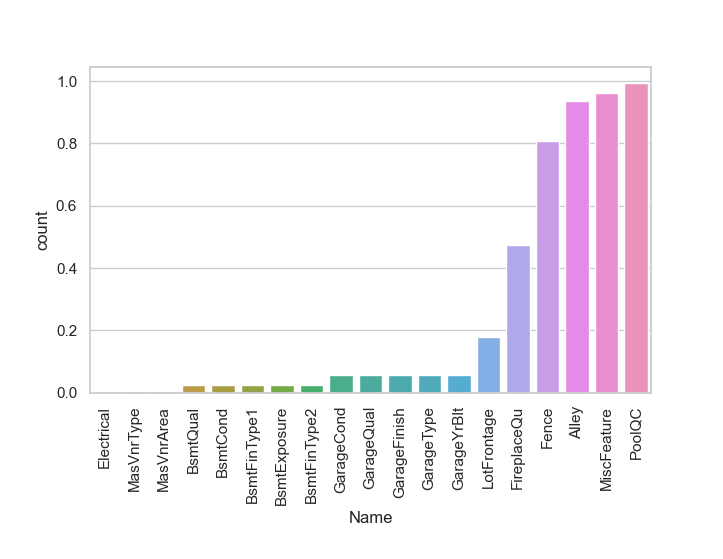 1.0
0.8
0.6
0.4
0.2
0.0
count
Electrical
MasVnrType
MasVnrArea
BsmtQual
BsmtCond
BsmtFinType1
BsmtExposure
BsmtFinType2
GarageCond
GarageQual
GarageFinish
GarageType
GarageYrBlt
LotFrontage
FireplaceQu
Fence
Alley
MiscFeature
PoolQC
Name